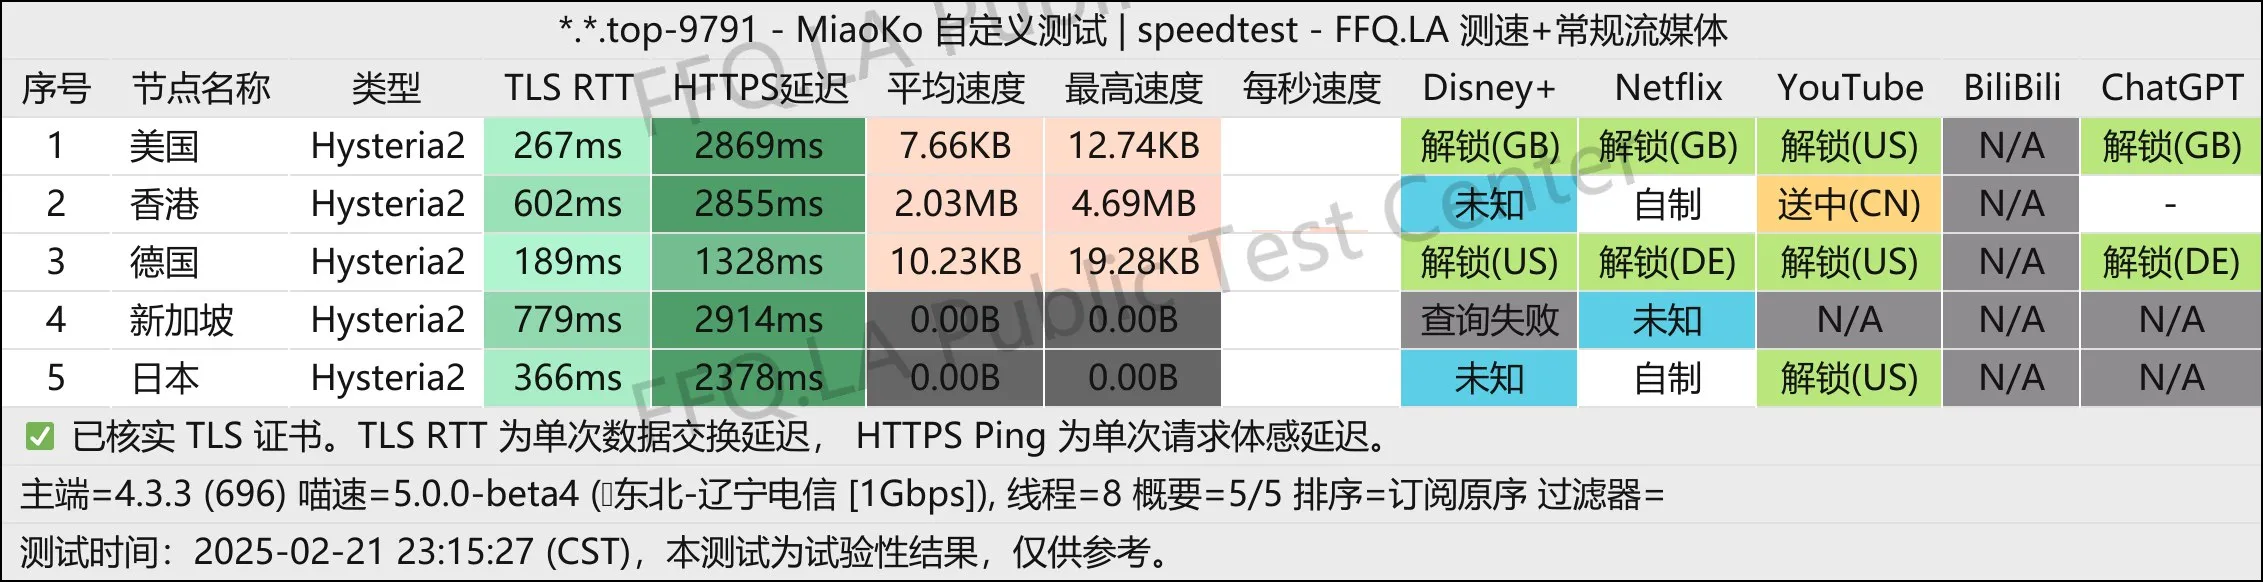 *.*.top-9791 - MiaoKo 自定义测试 | speedtest - FFQ.LA 测速+常规流媒体
序号 节点名称 类型 TLS RTT HTTPS延迟 平均速度 最高速度 每秒速度 Disney+ Netflix YouTube BiliBili ChatGPT
1 美国 Hysteria2 267ms 2869ms 7.66KB 12.74KB 解锁(GB) 解锁(GB) 解锁(US) N/A 解锁(GB)
2 香港 Hysteria2 602ms 2855ms 2.03MB 4.69MB 未知 自制 送中(CN) N/A -
3 德国 Hysteria2 189ms 1328ms 10.23KB 19.28KB 解锁(US) 解锁(DE) 解锁(US) N/A 解锁(DE)
4 新加坡 Hysteria2 779ms 2914ms 0.00B 0.00B 查询失败 未知 N/A N/A N/A
5 日本 Hysteria2 366ms 2378ms 0.00B 0.00B 未知 自制 解锁(US) N/A N/A
✅ 已核实 TLS 证书。TLS RTT 为单次数据交换延迟， HTTPS Ping 为单次请求体感延迟。
主端=4.3.3 (696) 喵速=5.0.0-beta4 (东北-辽宁电信 [1Gbps]), 线程=8 概要=5/5 排序=订阅原序 过滤器=
测试时间：2025-02-21 23:15:27 (CST)，本测试为试验性结果，仅供参考。
FFQ.LA Public
FFQ.LA Public Test Center